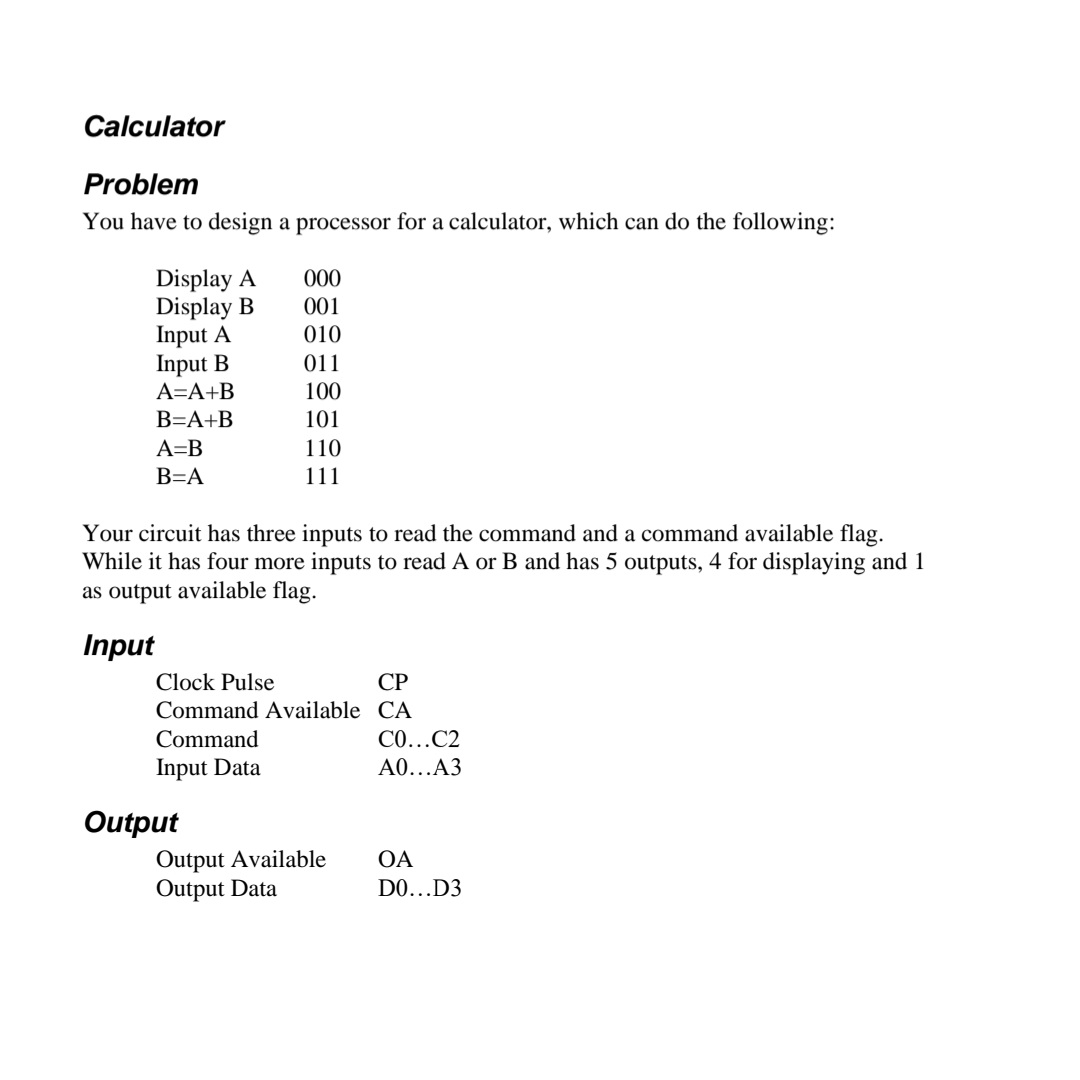 Calculator
Problem
You have to design a processor for a calculator, which can do the following:
Display A 000
Display B 001
Input A 010
Input B 011
A=A+B 100
B=A+B 101
A=B 110
B=A 111
Your circuit has three inputs to read the command and a command available flag.
While it has four more inputs to read A or B and has 5 outputs, 4 for displaying and 1
as output available flag.
Input
Clock Pulse CP
Command Available CA
Command C0…C2
Input Data A0…A3
Output
Output Available OA
Output Data D0…D3